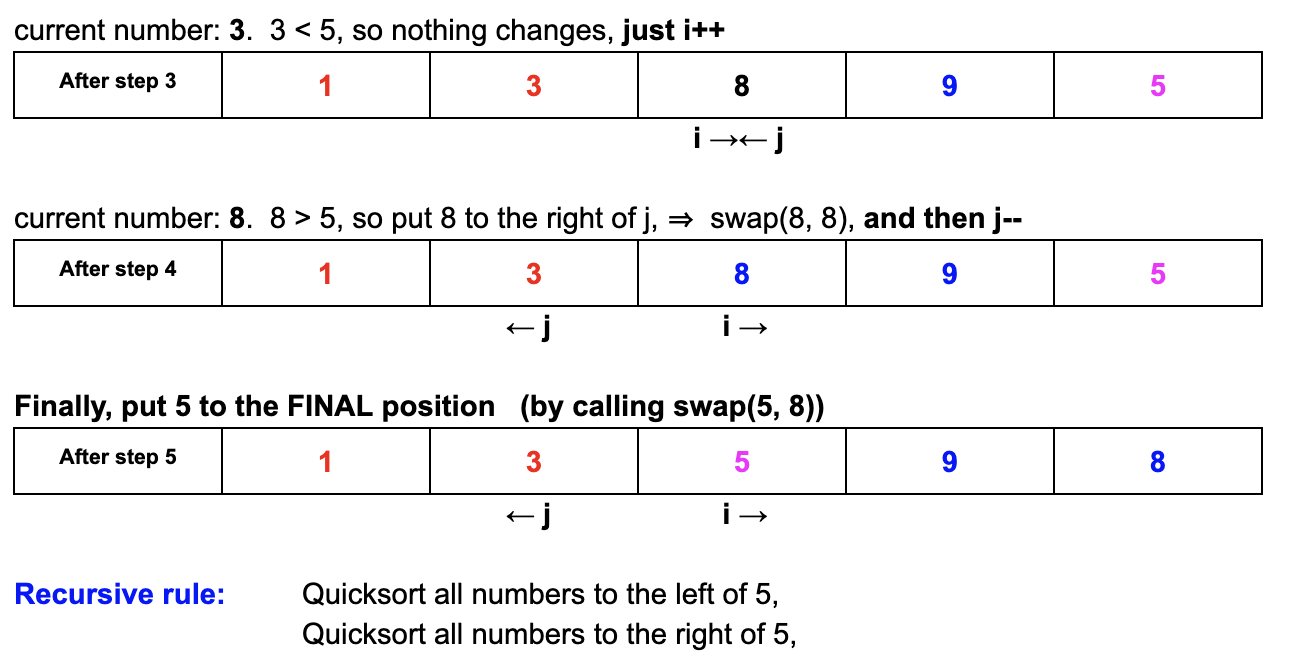 current number: 3.  3 < 5, so nothing changes, just i++
After step 3 1 3 8 9 5
i →← j
current number: 8.  8 > 5, so put 8 to the right of j, ⇒  swap(8, 8), and then j--
After step 4 1 3 8 9 5
← j i →
Finally, put 5 to the FINAL position   (by calling swap(5, 8))
After step 5 1 3 5 9 8
← j i →
Recursive rule: Quicksort all numbers to the left of 5,
Quicksort all numbers to the right of 5,